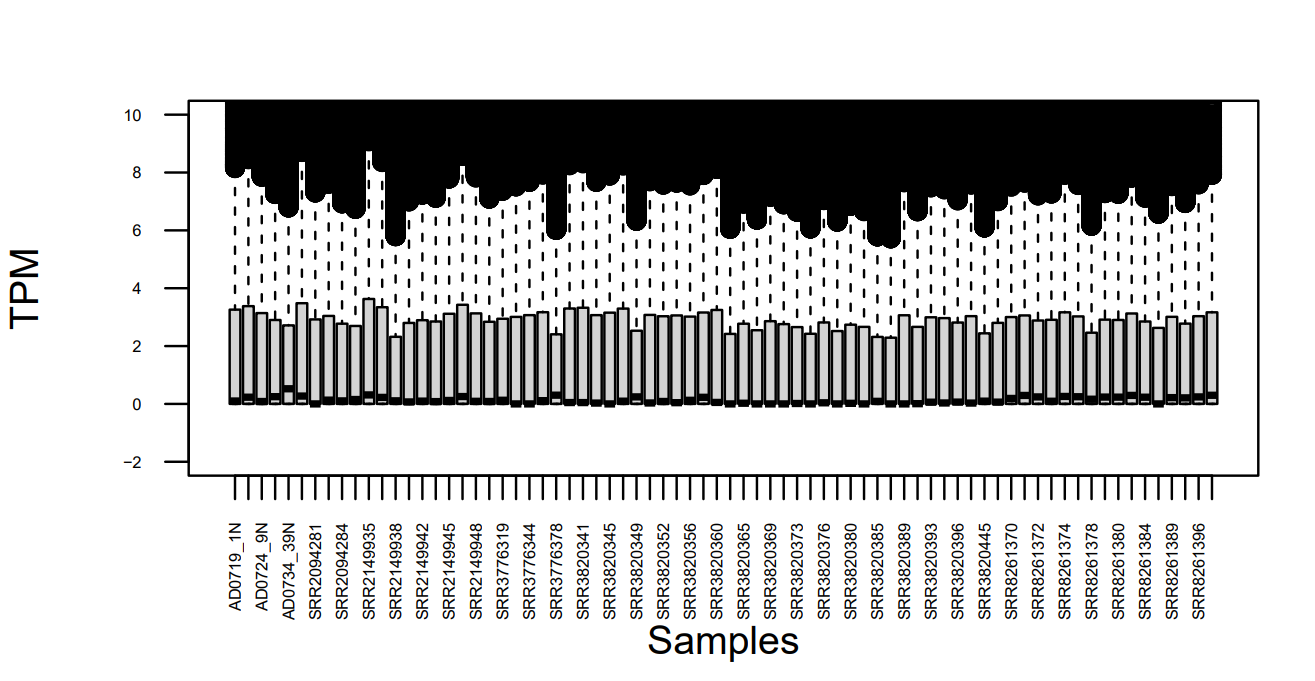 TPM
10
8
6
4
2
0
−2
AD0719_1N
AD0724_9N
AD0734_39N
SRR2094281
SRR2094284
SRR2149935
SRR2149938
SRR2149942
SRR2149945
SRR2149948
SRR3776319
SRR3776344
SRR3776378
SRR3820341
SRR3820345
SRR3820349
SRR3820352
SRR3820356
SRR3820360
SRR3820365
SRR3820369
SRR3820373
SRR3820376
SRR3820380
SRR3820385
SRR3820389
SRR3820393
SRR3820396
SRR3820445
SRR8261370
SRR8261372
SRR8261374
SRR8261378
SRR8261380
SRR8261384
SRR8261389
SRR8261396
Samples